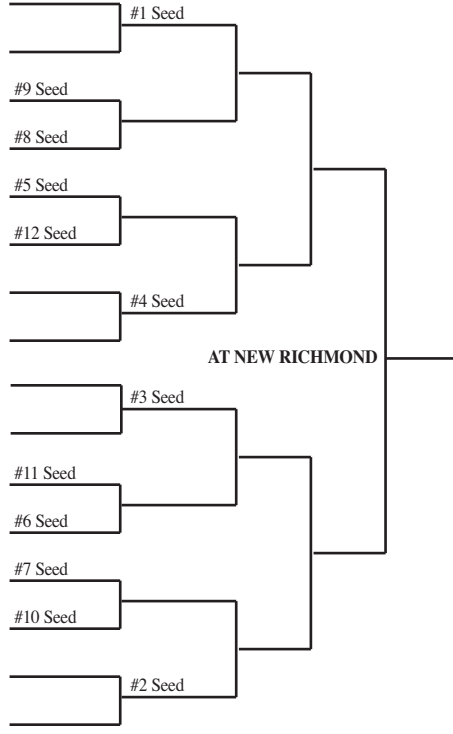 #1 Seed
#9 Seed
#8 Seed
#5 Seed
#12 Seed
#4 Seed
AT NEW RICHMOND
#3 Seed
#11 Seed
#6 Seed
#7 Seed
#10 Seed
#2 Seed